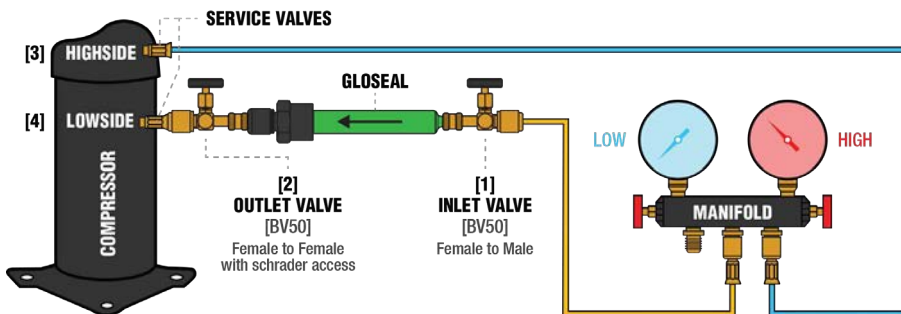 SERVICE VALVES
[3] HIGHSIDE
GLOSEAL
[4] LOWSIDE
COMPRESSOR
LOW
HIGH
MANIFOLD
[2]
OUTLET VALVE
[BV50]
Female to Female
with schrader access
[1]
INLET VALVE
[BV50]
Female to Male